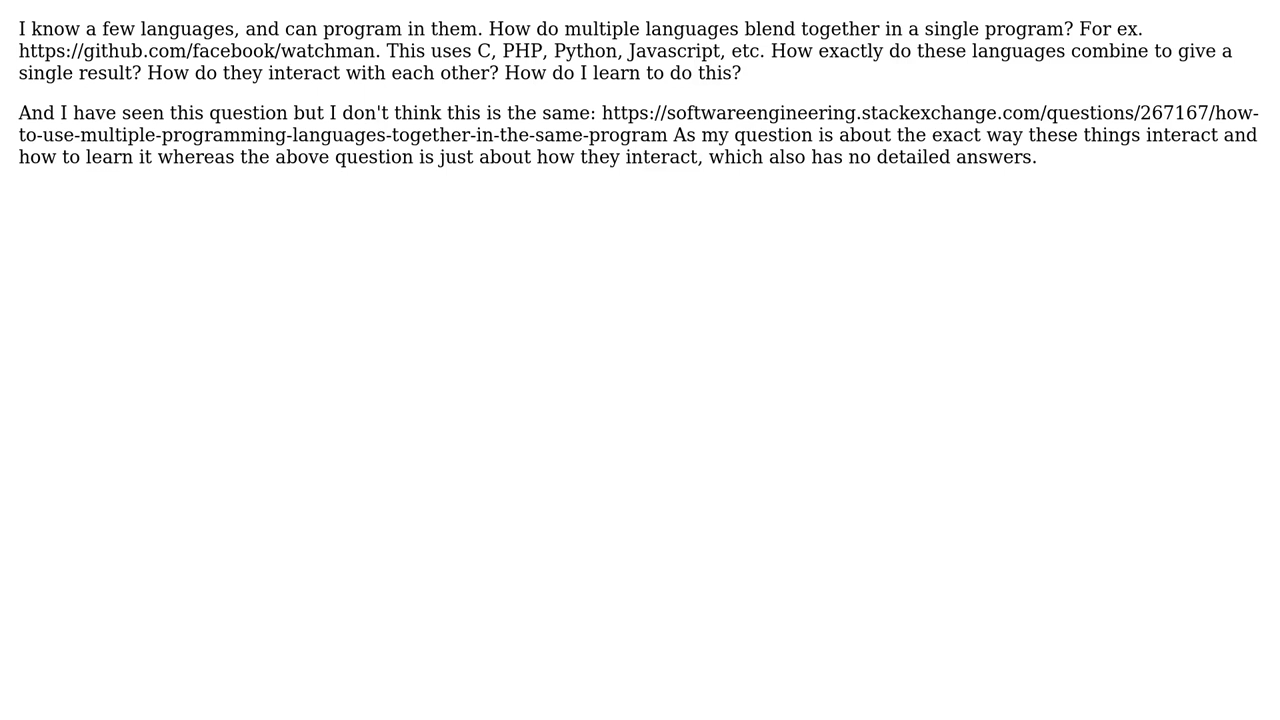 I know a few languages, and can program in them. How do multiple languages blend together in a single program? For ex.
https://github.com/facebook/watchman. This uses C, PHP, Python, Javascript, etc. How exactly do these languages combine to give a
single result? How do they interact with each other? How do I learn to do this?
And I have seen this question but I don't think this is the same: https://softwareengineering.stackexchange.com/questions/267167/how-
to-use-multiple-programming-languages-together-in-the-same-program As my question is about the exact way these things interact and
how to learn it whereas the above question is just about how they interact, which also has no detailed answers.